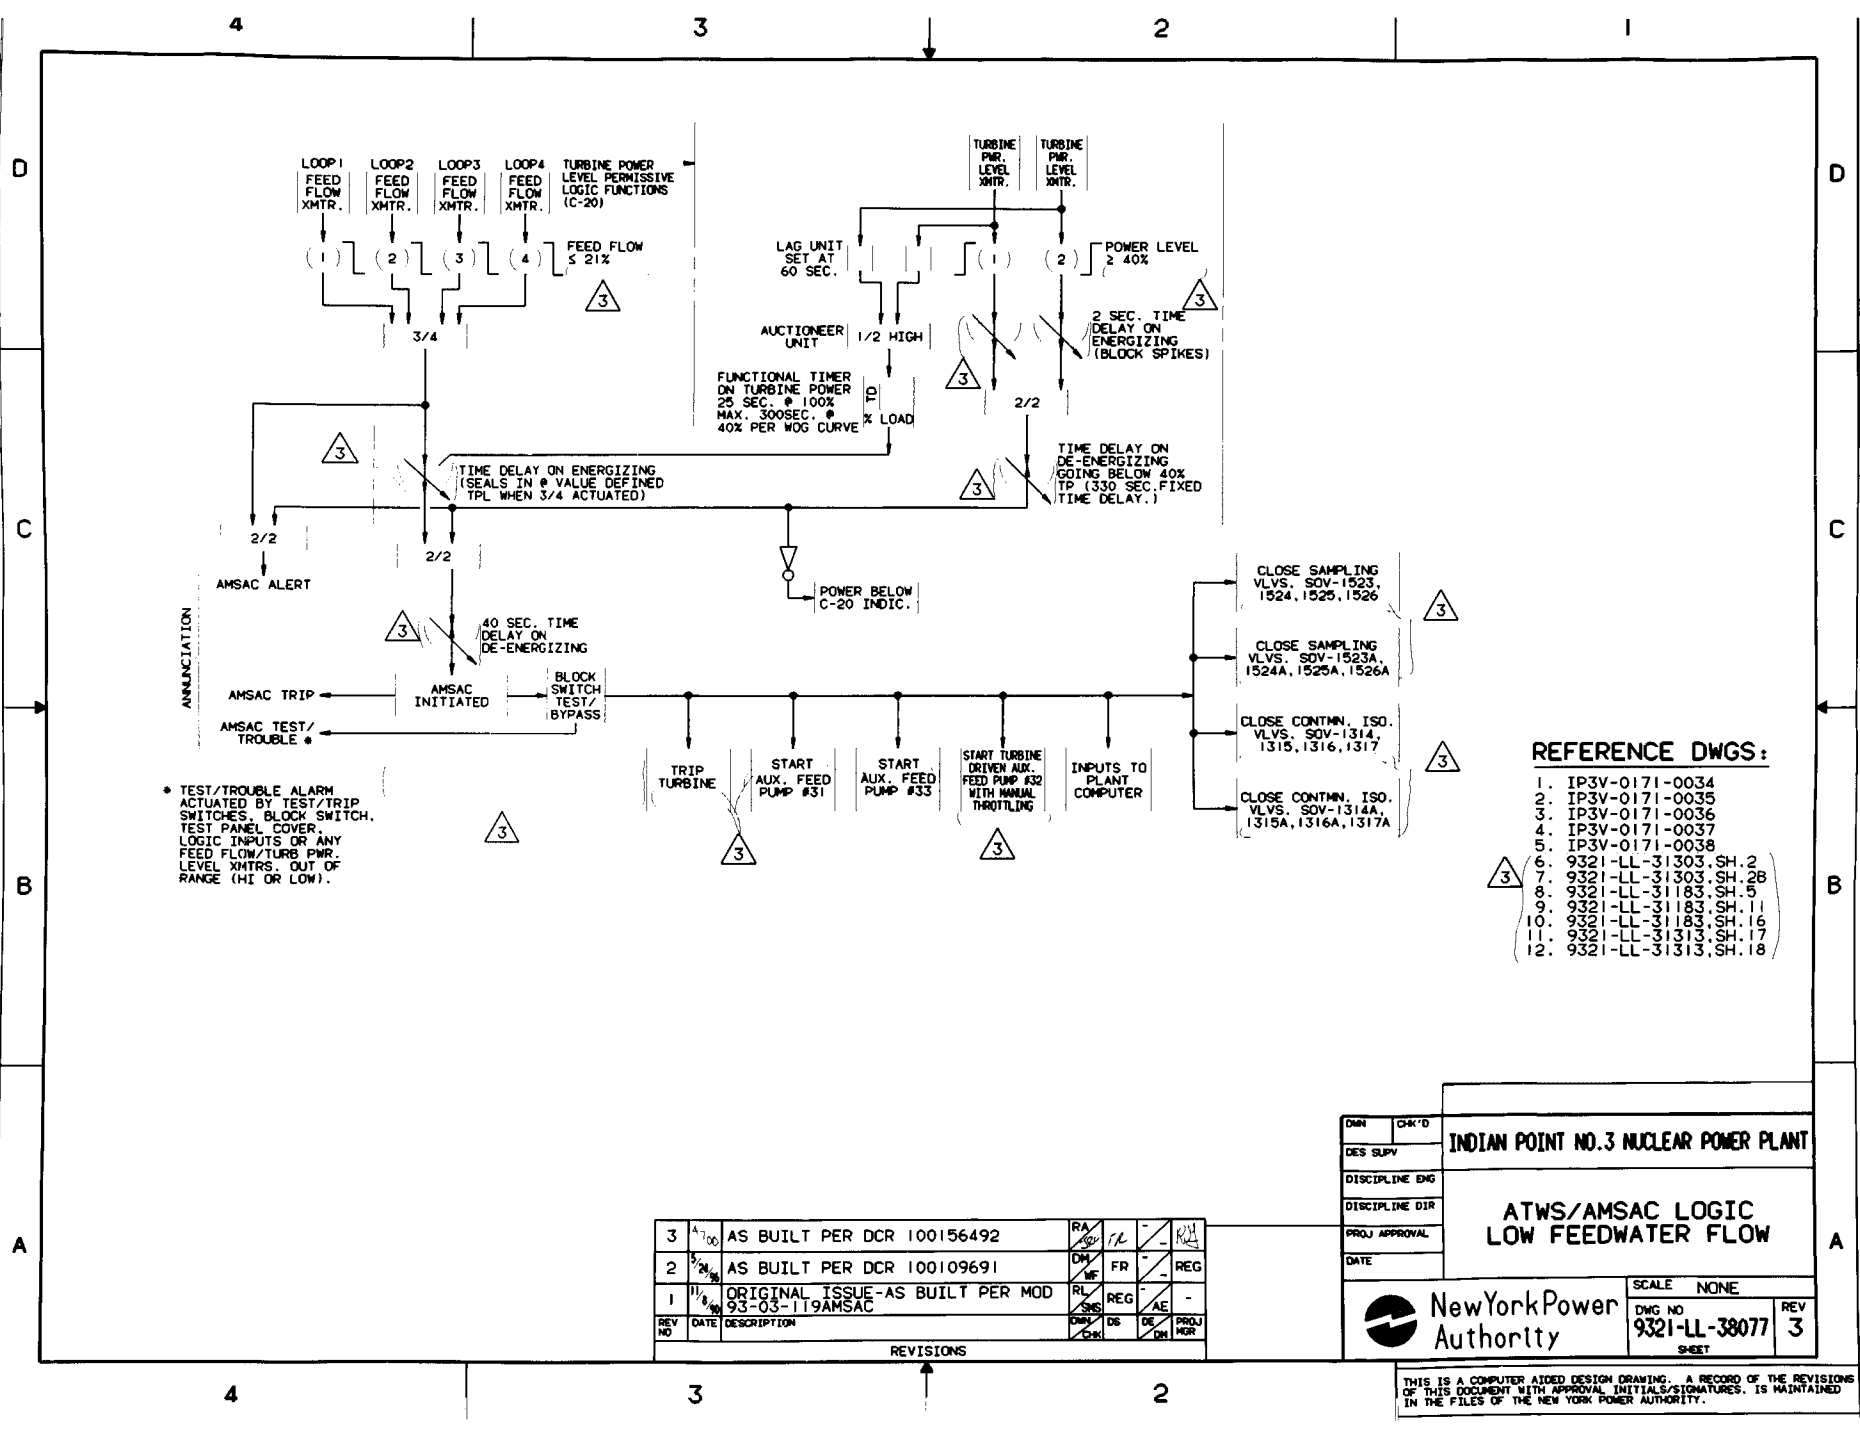 4
3
2
1
D
D
C
C
B
B
A
A
LOOP1
FEED
FLOW
XMTR.
LOOP2
FEED
FLOW
XMTR.
LOOP3
FEED
FLOW
XMTR.
LOOP4
FEED
FLOW
XMTR.
TURBINE POWER
LEVEL PERMISSIVE
LOGIC FUNCTIONS
(C-20)
TURBINE
PWR.
LEVEL
XMTR.
TURBINE
PWR.
LEVEL
XMTR.
1
2
3
4
FEED FLOW
≤ 21%
3
3/4
LAG UNIT
SET AT
60 SEC.
1
2
POWER LEVEL
≥ 40%
3
2 SEC. TIME
DELAY ON
ENERGIZING
(BLOCK SPIKES)
AUCTIONEER
UNIT
1/2 HIGH
3
FUNCTIONAL TIMER
ON TURBINE POWER
25 SEC. @ 100%
MAX. 300SEC. @
40% PER WOG CURVE
TD
% LOAD
2/2
3
TIME DELAY ON ENERGIZING
(SEALS IN @ VALUE DEFINED
TPL WHEN 3/4 ACTUATED)
3
TIME DELAY ON
DE-ENERGIZING
GOING BELOW 40%
TP (330 SEC.FIXED
TIME DELAY.)
2/2
AMSAC ALERT
2/2
POWER BELOW
C-20 INDIC.
ANNUNCIATION
3
40 SEC. TIME
DELAY ON
DE-ENERGIZING
AMSAC TRIP
AMSAC
INITIATED
BLOCK
SWITCH
TEST/
BYPASS
AMSAC TEST/
TROUBLE *
CLOSE SAMPLING
VLVS. SOV-1523,
1524,1525,1526
3
CLOSE SAMPLING
VLVS. SOV-1523A,
1524A,1525A,1526A
CLOSE CONTMN. ISO.
VLVS. SOV-1314,
1315,1316,1317
3
CLOSE CONTMN. ISO.
VLVS. SOV-1314A,
1315A,1316A,1317A
TRIP
TURBINE
START
AUX. FEED
PUMP #31
START
AUX. FEED
PUMP #33
START TURBINE
DRIVEN AUX.
FEED PUMP #32
WITH MANUAL
THROTTLING
INPUTS TO
PLANT
COMPUTER
3
3
3
* TEST/TROUBLE ALARM
ACTUATED BY TEST/TRIP
SWITCHES, BLOCK SWITCH,
TEST PANEL COVER,
LOGIC INPUTS OR ANY
FEED FLOW/TURB PWR.
LEVEL XMTRS. OUT OF
RANGE (HI OR LOW).
REFERENCE DWGS:
1. IP3V-0171-0034
2. IP3V-0171-0035
3. IP3V-0171-0036
4. IP3V-0171-0037
5. IP3V-0171-0038
3
6. 9321-LL-31303,SH.2
7. 9321-LL-31303,SH.2B
8. 9321-LL-31183,SH.5
9. 9321-LL-31183,SH.11
10. 9321-LL-31183,SH.16
11. 9321-LL-31313,SH.17
12. 9321-LL-31313,SH.18
DWN CHK'D
DES SUPV
DISCIPLINE ENG
DISCIPLINE DIR
PROJ APPROVAL
DATE
INDIAN POINT NO.3 NUCLEAR POWER PLANT
ATWS/AMSAC LOGIC
LOW FEEDWATER FLOW
NewYorkPower
Authority
SCALE NONE
DWG NO
9321-LL-38077
SHEET
REV
3
3 AS BUILT PER DCR 100156492 RA
2 5/24/96 AS BUILT PER DCR 100109691 DM/WF FR - / - REG
1 11/8/90 ORIGINAL ISSUE-AS BUILT PER MOD
93-03-119AMSAC RL/SMS REG - / AE -
REV
NO DATE DESCRIPTION DWN/CHK DS DE/DM PROJ
MGR
REVISIONS
4
3
2
THIS IS A COMPUTER AIDED DESIGN DRAWING. A RECORD OF THE REVISIONS
OF THIS DOCUMENT WITH APPROVAL INITIALS/SIGNATURES. IS MAINTAINED
IN THE FILES OF THE NEW YORK POWER AUTHORITY.